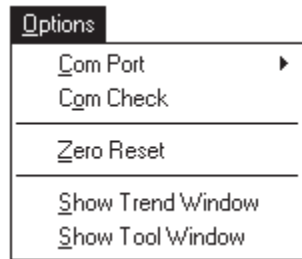 Options
Com Port
Com Check
Zero Reset
Show Trend Window
Show Tool Window